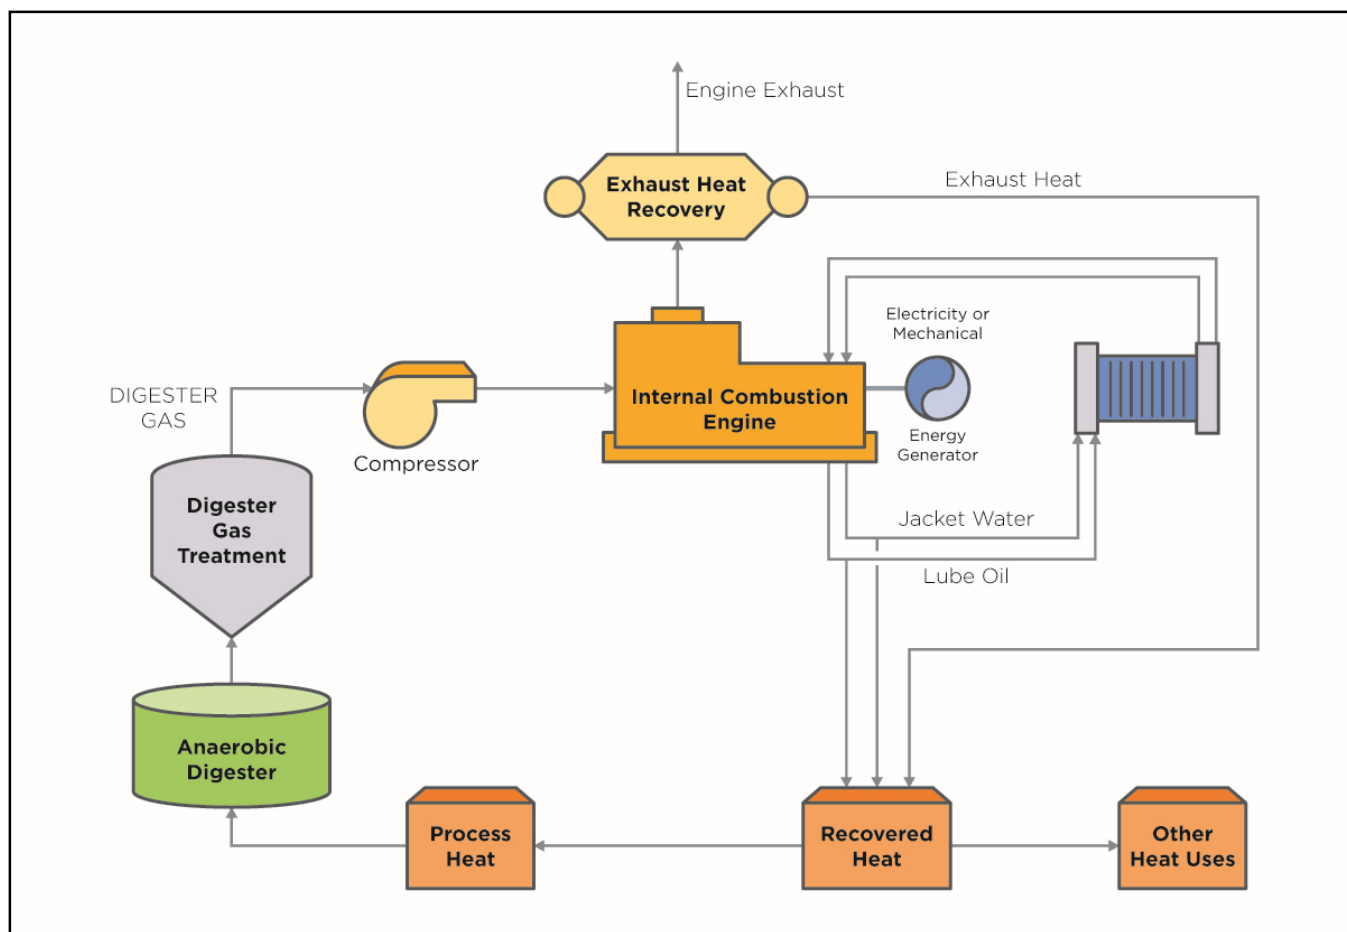 Engine Exhaust
Exhaust Heat
Recovery
Exhaust Heat
Electricity or
Mechanical
DIGESTER
GAS
Internal Combustion
Engine
Energy
Generator
Compressor
Digester
Gas
Treatment
Jacket Water
Lube Oil
Anaerobic
Digester
Process
Heat
Recovered
Heat
Other
Heat Uses